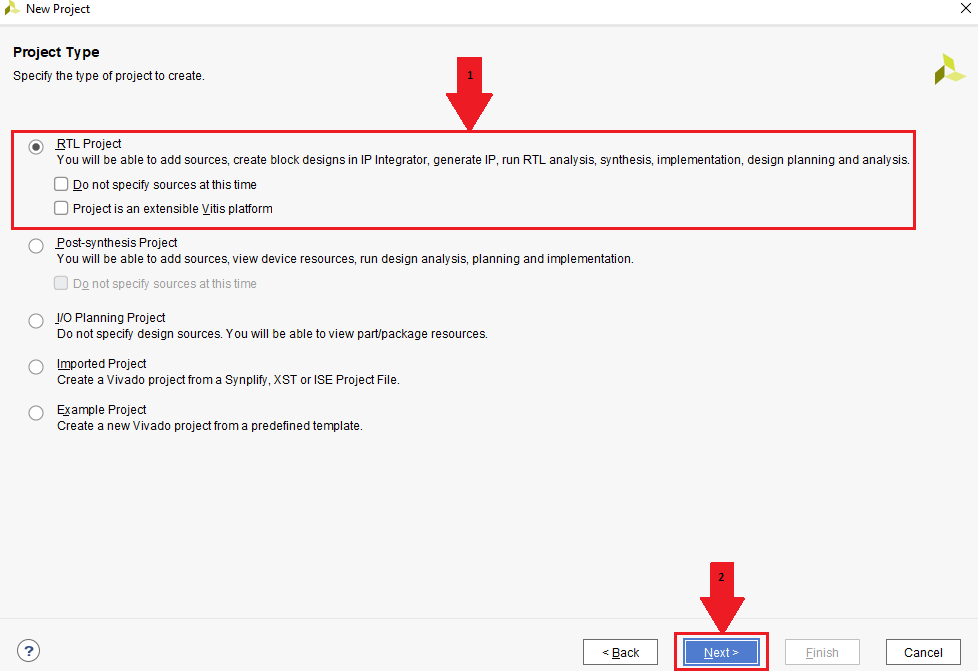 New Project
Project Type
Specify the type of project to create.
1
RTL Project
You will be able to add sources, create block designs in IP Integrator, generate IP, run RTL analysis, synthesis, implementation, design planning and analysis.
Do not specify sources at this time
Project is an extensible Vitis platform
Post-synthesis Project
You will be able to add sources, view device resources, run design analysis, planning and implementation.
Do not specify sources at this time
I/O Planning Project
Do not specify design sources. You will be able to view part/package resources.
Imported Project
Create a Vivado project from a Synplify, XST or ISE Project File.
Example Project
Create a new Vivado project from a predefined template.
2
? < Back Next > Finish Cancel